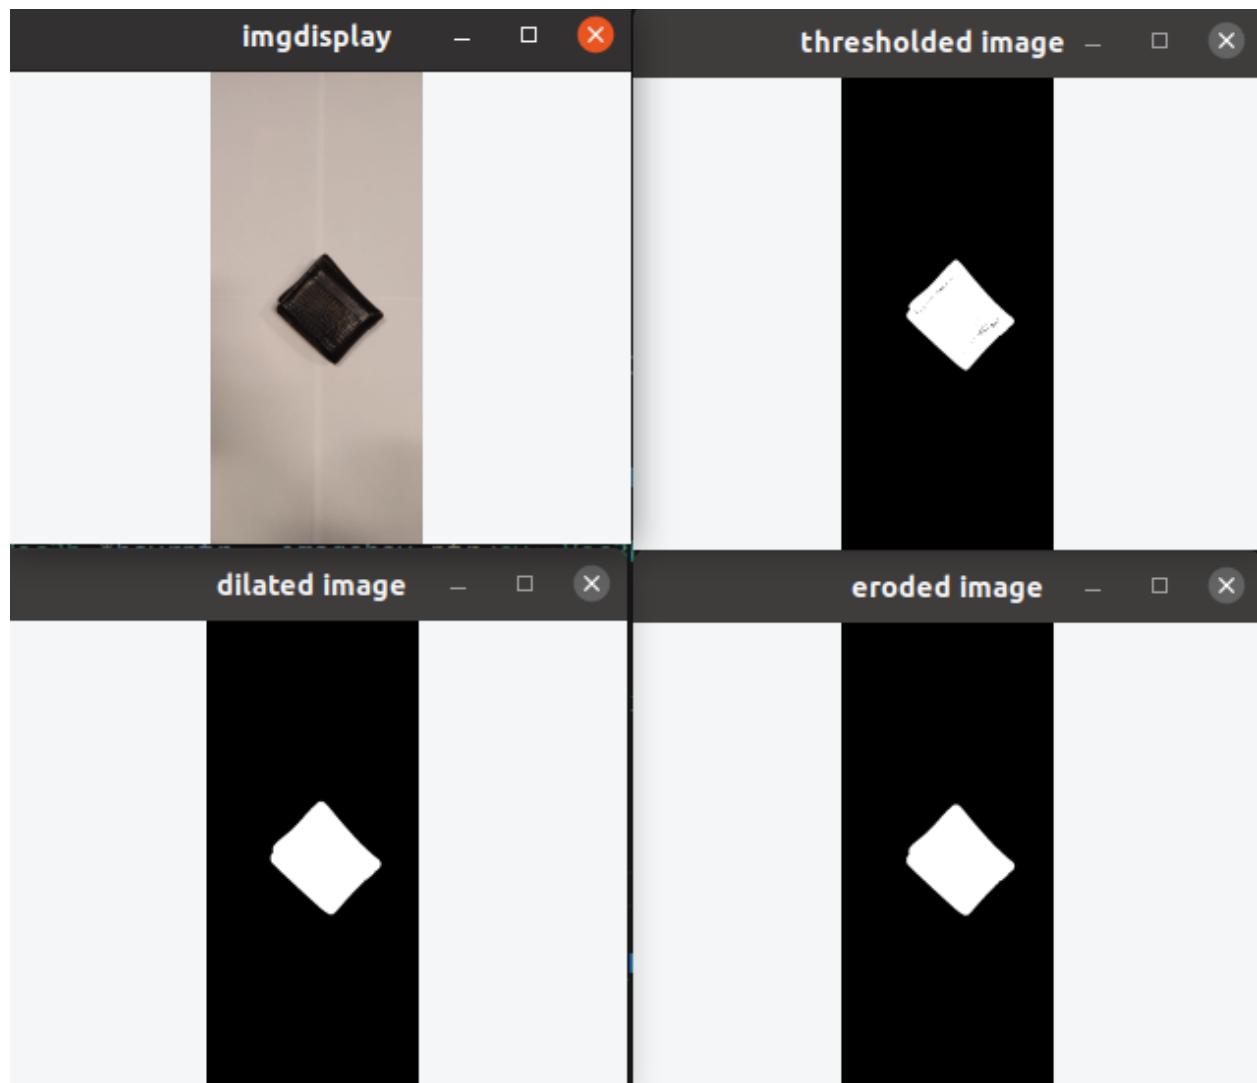 imgdisplay
thresholded image
dilated image
eroded image